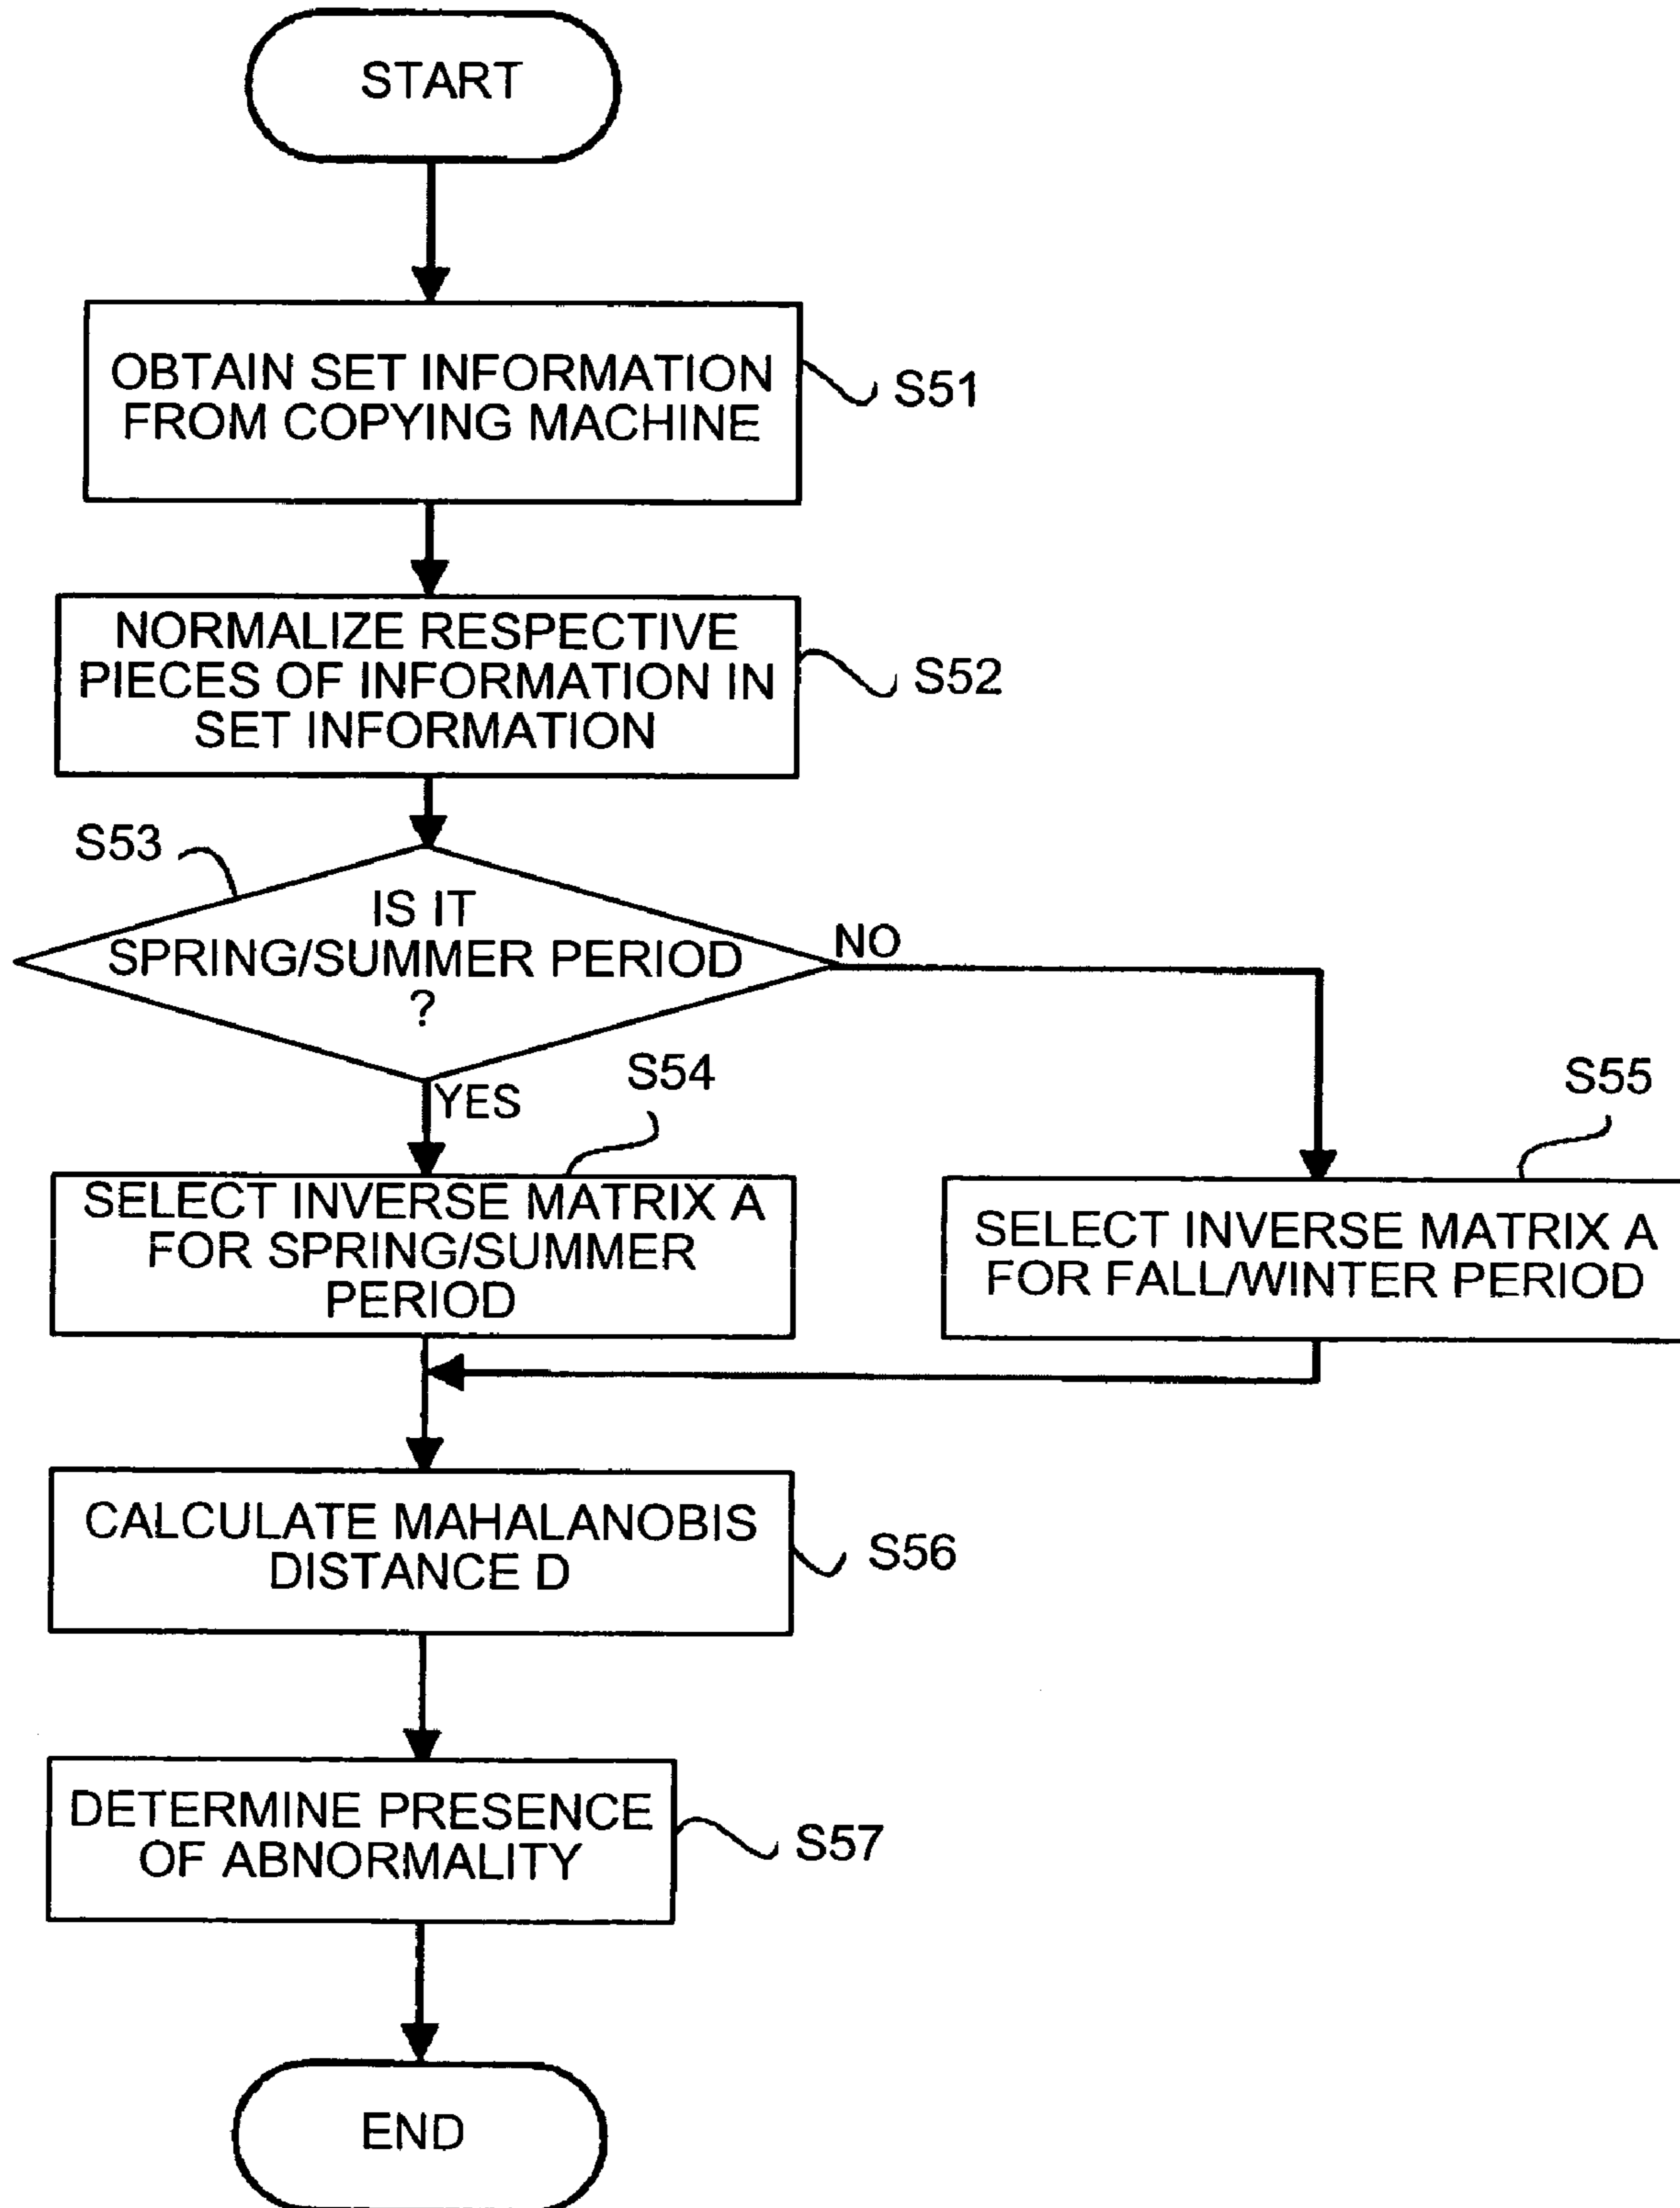 START
OBTAIN SET INFORMATION
FROM COPYING MACHINE
S51
NORMALIZE RESPECTIVE
PIECES OF INFORMATION IN
SET INFORMATION
S52
S53
IS IT
SPRING/SUMMER PERIOD
?
NO
YES
S54
SELECT INVERSE MATRIX A
FOR SPRING/SUMMER
PERIOD
S55
SELECT INVERSE MATRIX A
FOR FALL/WINTER PERIOD
CALCULATE MAHALANOBIS
DISTANCE D
S56
DETERMINE PRESENCE
OF ABNORMALITY
S57
END